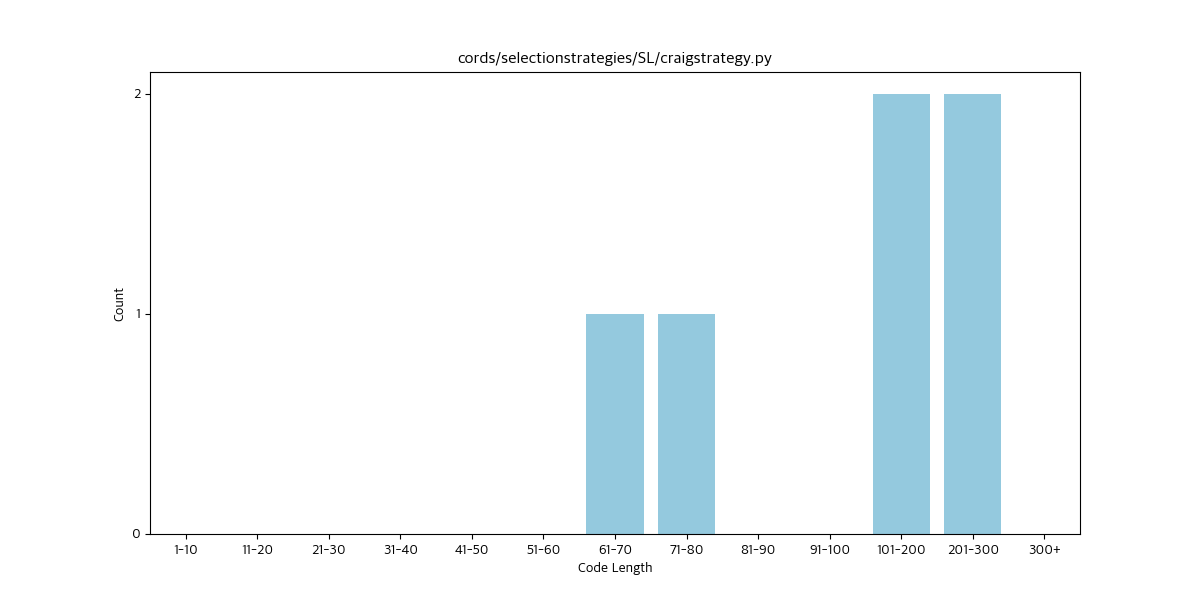 cords/selectionstrategies/SL/craigstrategy.py
2
1
0
Count
1-10 11-20 21-30 31-40 41-50 51-60 61-70 71-80 81-90 91-100 101-200 201-300 300+
Code Length